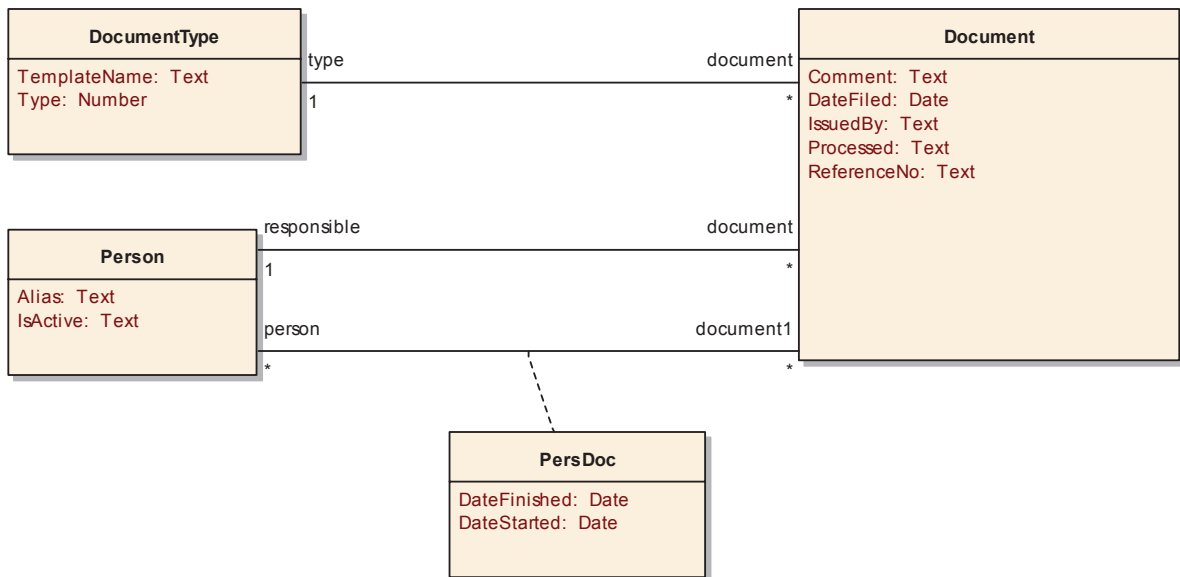 DocumentType
TemplateName: Text
Type: Number
type
1
document
*
Document
Comment: Text
DateFiled: Date
IssuedBy: Text
Processed: Text
ReferenceNo: Text
Person
Alias: Text
IsActive: Text
responsible
1
document
*
person
*
document1
*
PersDoc
DateFinished: Date
DateStarted: Date